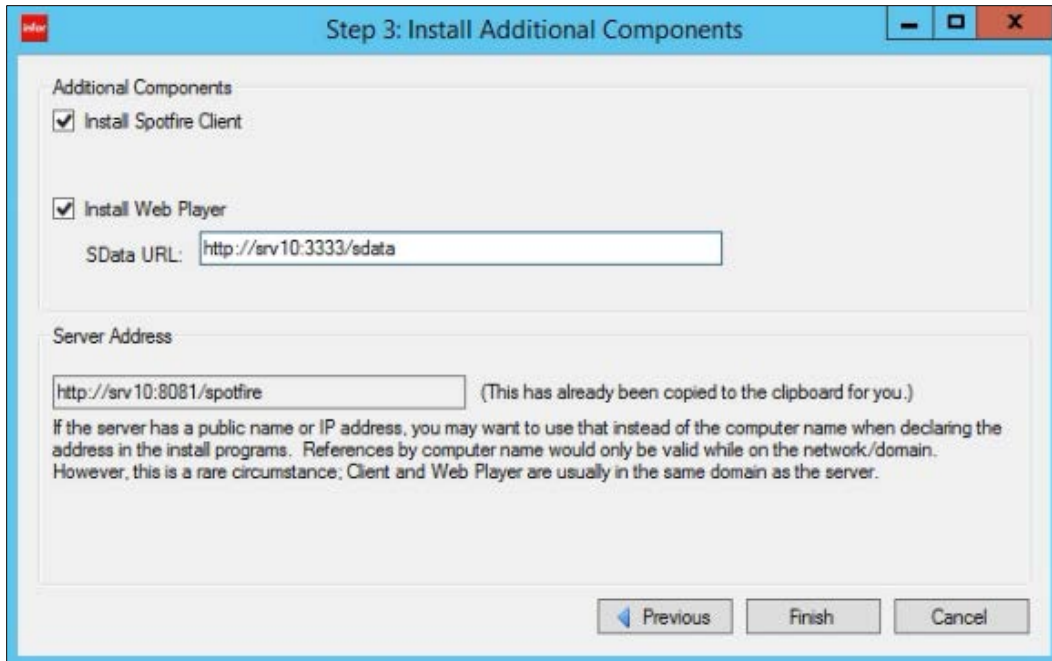 infor
Step 3: Install Additional Components
Additional Components
Install Spotfire Client
Install Web Player
SData URL: http://srv10:3333/sdata
Server Address
http://srv10:8081/spotfire (This has already been copied to the clipboard for you.)
If the server has a public name or IP address, you may want to use that instead of the computer name when declaring the
address in the install programs. References by computer name would only be valid while on the network/domain.
However, this is a rare circumstance; Client and Web Player are usually in the same domain as the server.
Previous Finish Cancel